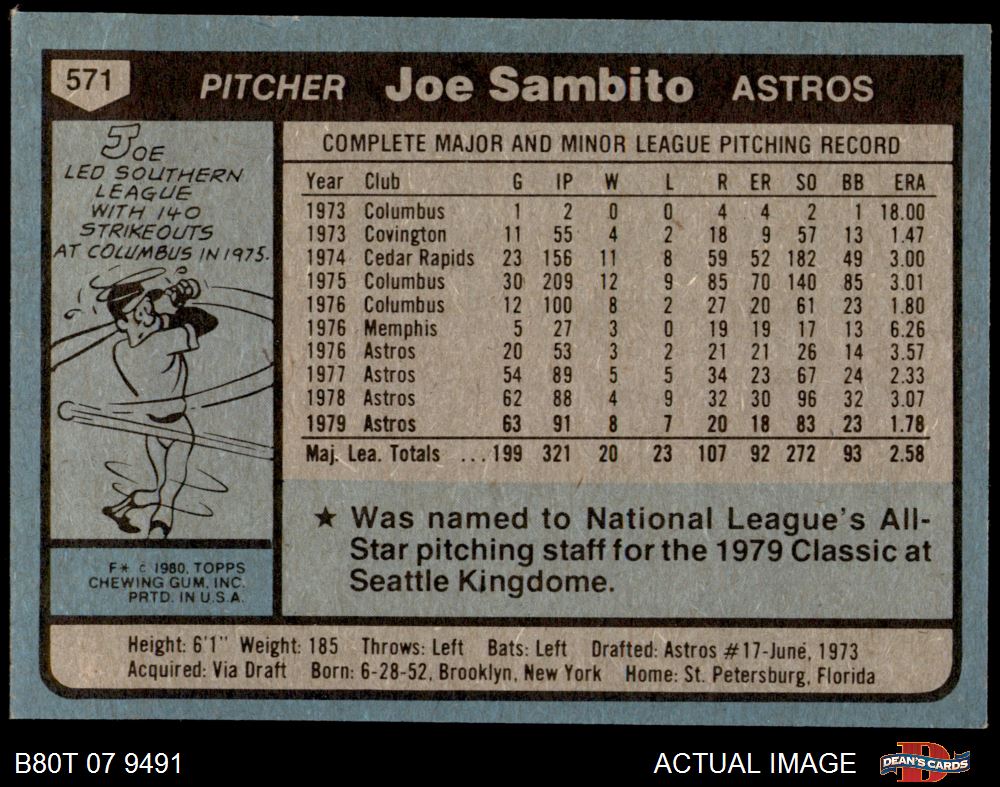 571 PITCHER Joe Sambito ASTROS
JOE
LED SOUTHERN
LEAGUE
WITH 140
STRIKEOUTS
AT COLUMBUS IN 1975.
COMPLETE MAJOR AND MINOR LEAGUE PITCHING RECORD
Year Club G IP W L R ER SO BB ERA
1973 Columbus 1 2 0 0 4 4 2 1 18.00
1973 Covington 11 55 4 2 18 9 57 13 1.47
1974 Cedar Rapids 23 156 11 8 59 52 182 49 3.00
1975 Columbus 30 209 12 9 85 70 140 85 3.01
1976 Columbus 12 100 8 2 27 20 61 23 1.80
1976 Memphis 5 27 3 0 19 19 17 13 6.26
1976 Astros 20 53 3 2 21 21 26 14 3.57
1977 Astros 54 89 5 5 34 23 67 24 2.33
1978 Astros 62 88 4 9 32 30 96 32 3.07
1979 Astros 63 91 8 7 20 18 83 23 1.78
Maj. Lea. Totals ...199 321 20 23 107 92 272 93 2.58
★ Was named to National League's All-
Star pitching staff for the 1979 Classic at
Seattle Kingdome.
F* © 1980, TOPPS
CHEWING GUM, INC.
PRTD. IN U.S.A.
Height: 6'1" Weight: 185 Throws: Left Bats: Left Drafted: Astros #17-June, 1973
Acquired: Via Draft Born: 6-28-52, Brooklyn, New York Home: St. Petersburg, Florida
B80T 07 9491 ACTUAL IMAGE DEAN'S CARDS